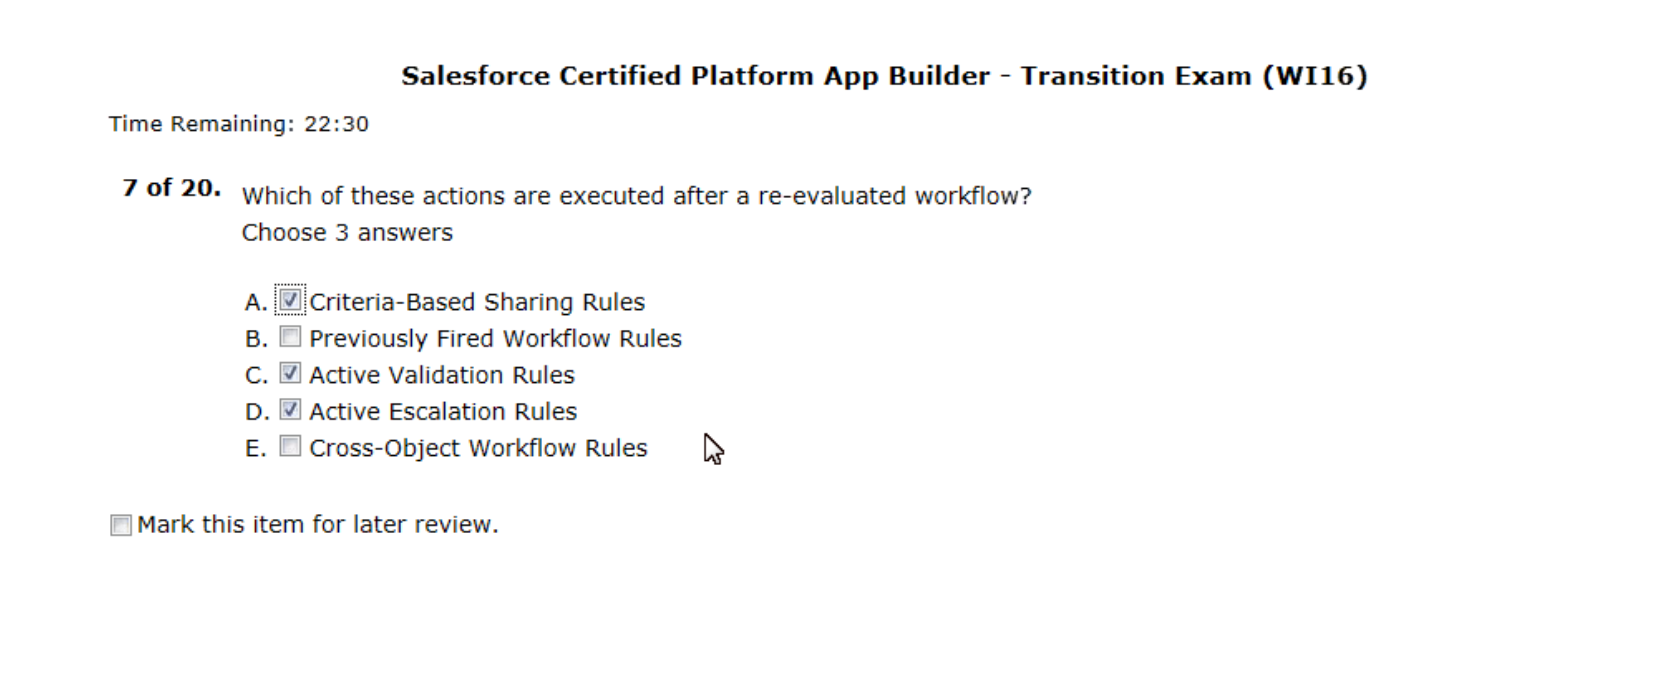 Salesforce Certified Platform App Builder - Transition Exam (WI16)
Time Remaining: 22:30
7 of 20. Which of these actions are executed after a re-evaluated workflow?
Choose 3 answers
A. Criteria-Based Sharing Rules
B. Previously Fired Workflow Rules
C. Active Validation Rules
D. Active Escalation Rules
E. Cross-Object Workflow Rules
Mark this item for later review.